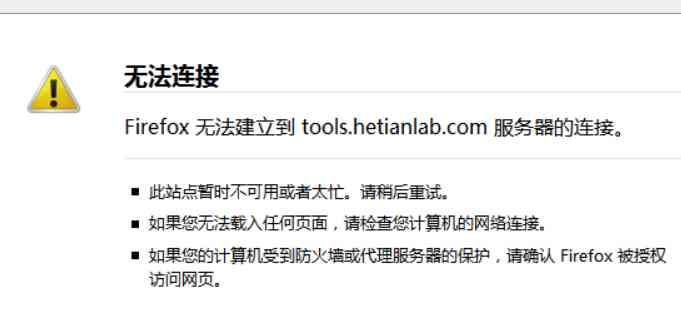 无法连接
Firefox 无法建立到 tools.hetianlab.com 服务器的连接。
此站点暂时不可用或者太忙。请稍后重试。
如果您无法载入任何页面，请检查您计算机的网络连接。
如果您的计算机受到防火墙或代理服务器的保护，请确认 Firefox 被授权
访问网页。